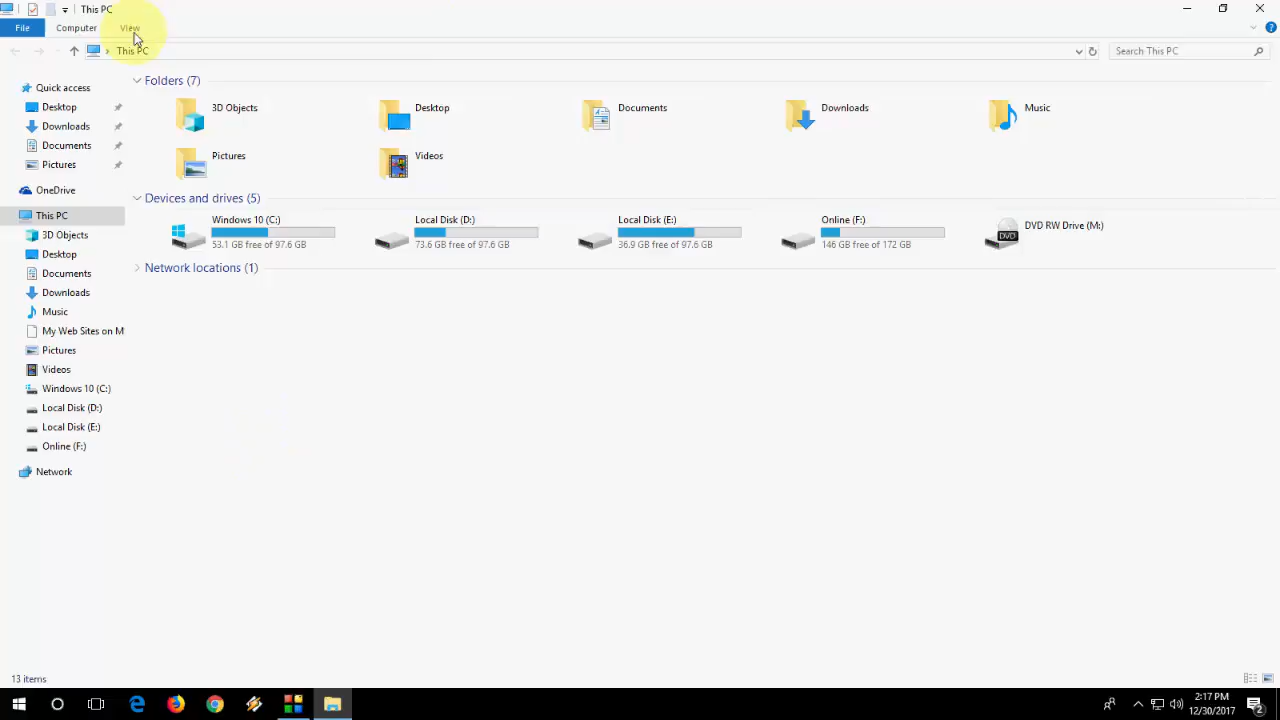 This PC
File Computer View
This PC Search This PC
Quick access
Desktop
Downloads
Documents
Pictures
OneDrive
This PC
3D Objects
Desktop
Documents
Downloads
Music
My Web Sites on M
Pictures
Videos
Windows 10 (C:)
Local Disk (D:)
Local Disk (E:)
Online (F:)
Network
Folders (7)
3D Objects Desktop Documents Downloads Music
Pictures Videos
Devices and drives (5)
Windows 10 (C:)
53.1 GB free of 97.6 GB
Local Disk (D:)
73.6 GB free of 97.6 GB
Local Disk (E:)
36.9 GB free of 97.6 GB
Online (F:)
146 GB free of 172 GB
DVD
DVD RW Drive (M:)
Network locations (1)
13 items
2:17 PM
12/30/2017
2